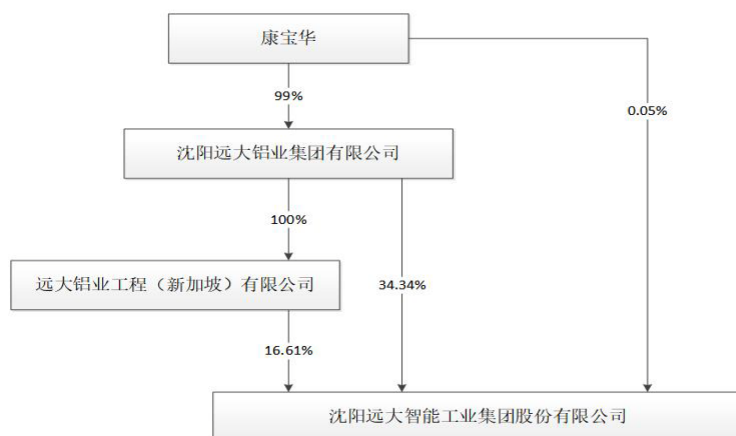 康宝华
99%
0.05%
沈阳远大铝业集团有限公司
100%
远大铝业工程（新加坡）有限公司
34.34%
16.61%
沈阳远大智能工业集团股份有限公司